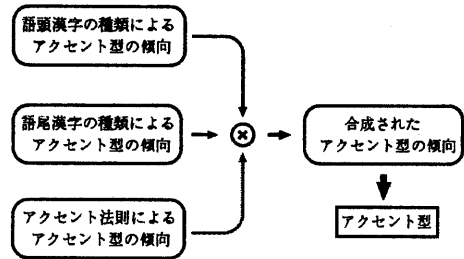 語頭漢字の種類による
アクセント型の傾向
語尾漢字の種類による
アクセント型の傾向
アクセント法則による
アクセント型の傾向
合成された
アクセント型の傾向
アクセント型